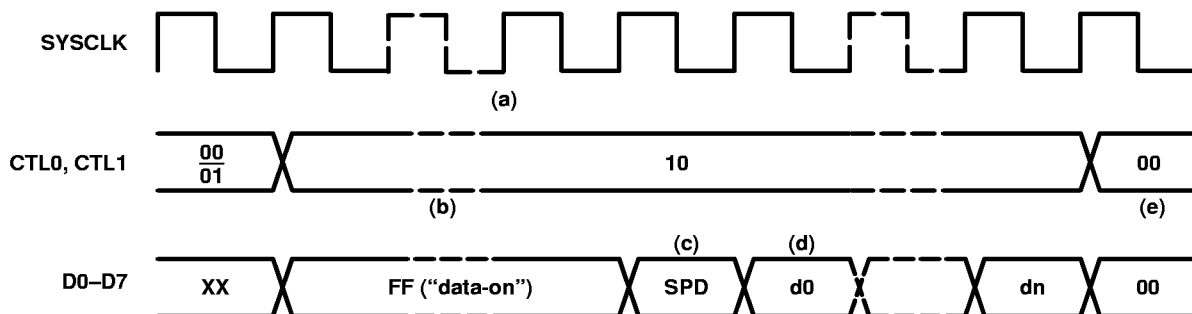 SYSCLK
(a)
CTL0, CTL1
00
01
10
00
(b)
(e)
(c)
(d)
D0–D7
XX
FF (“data-on”)
SPD
d0
dn
00